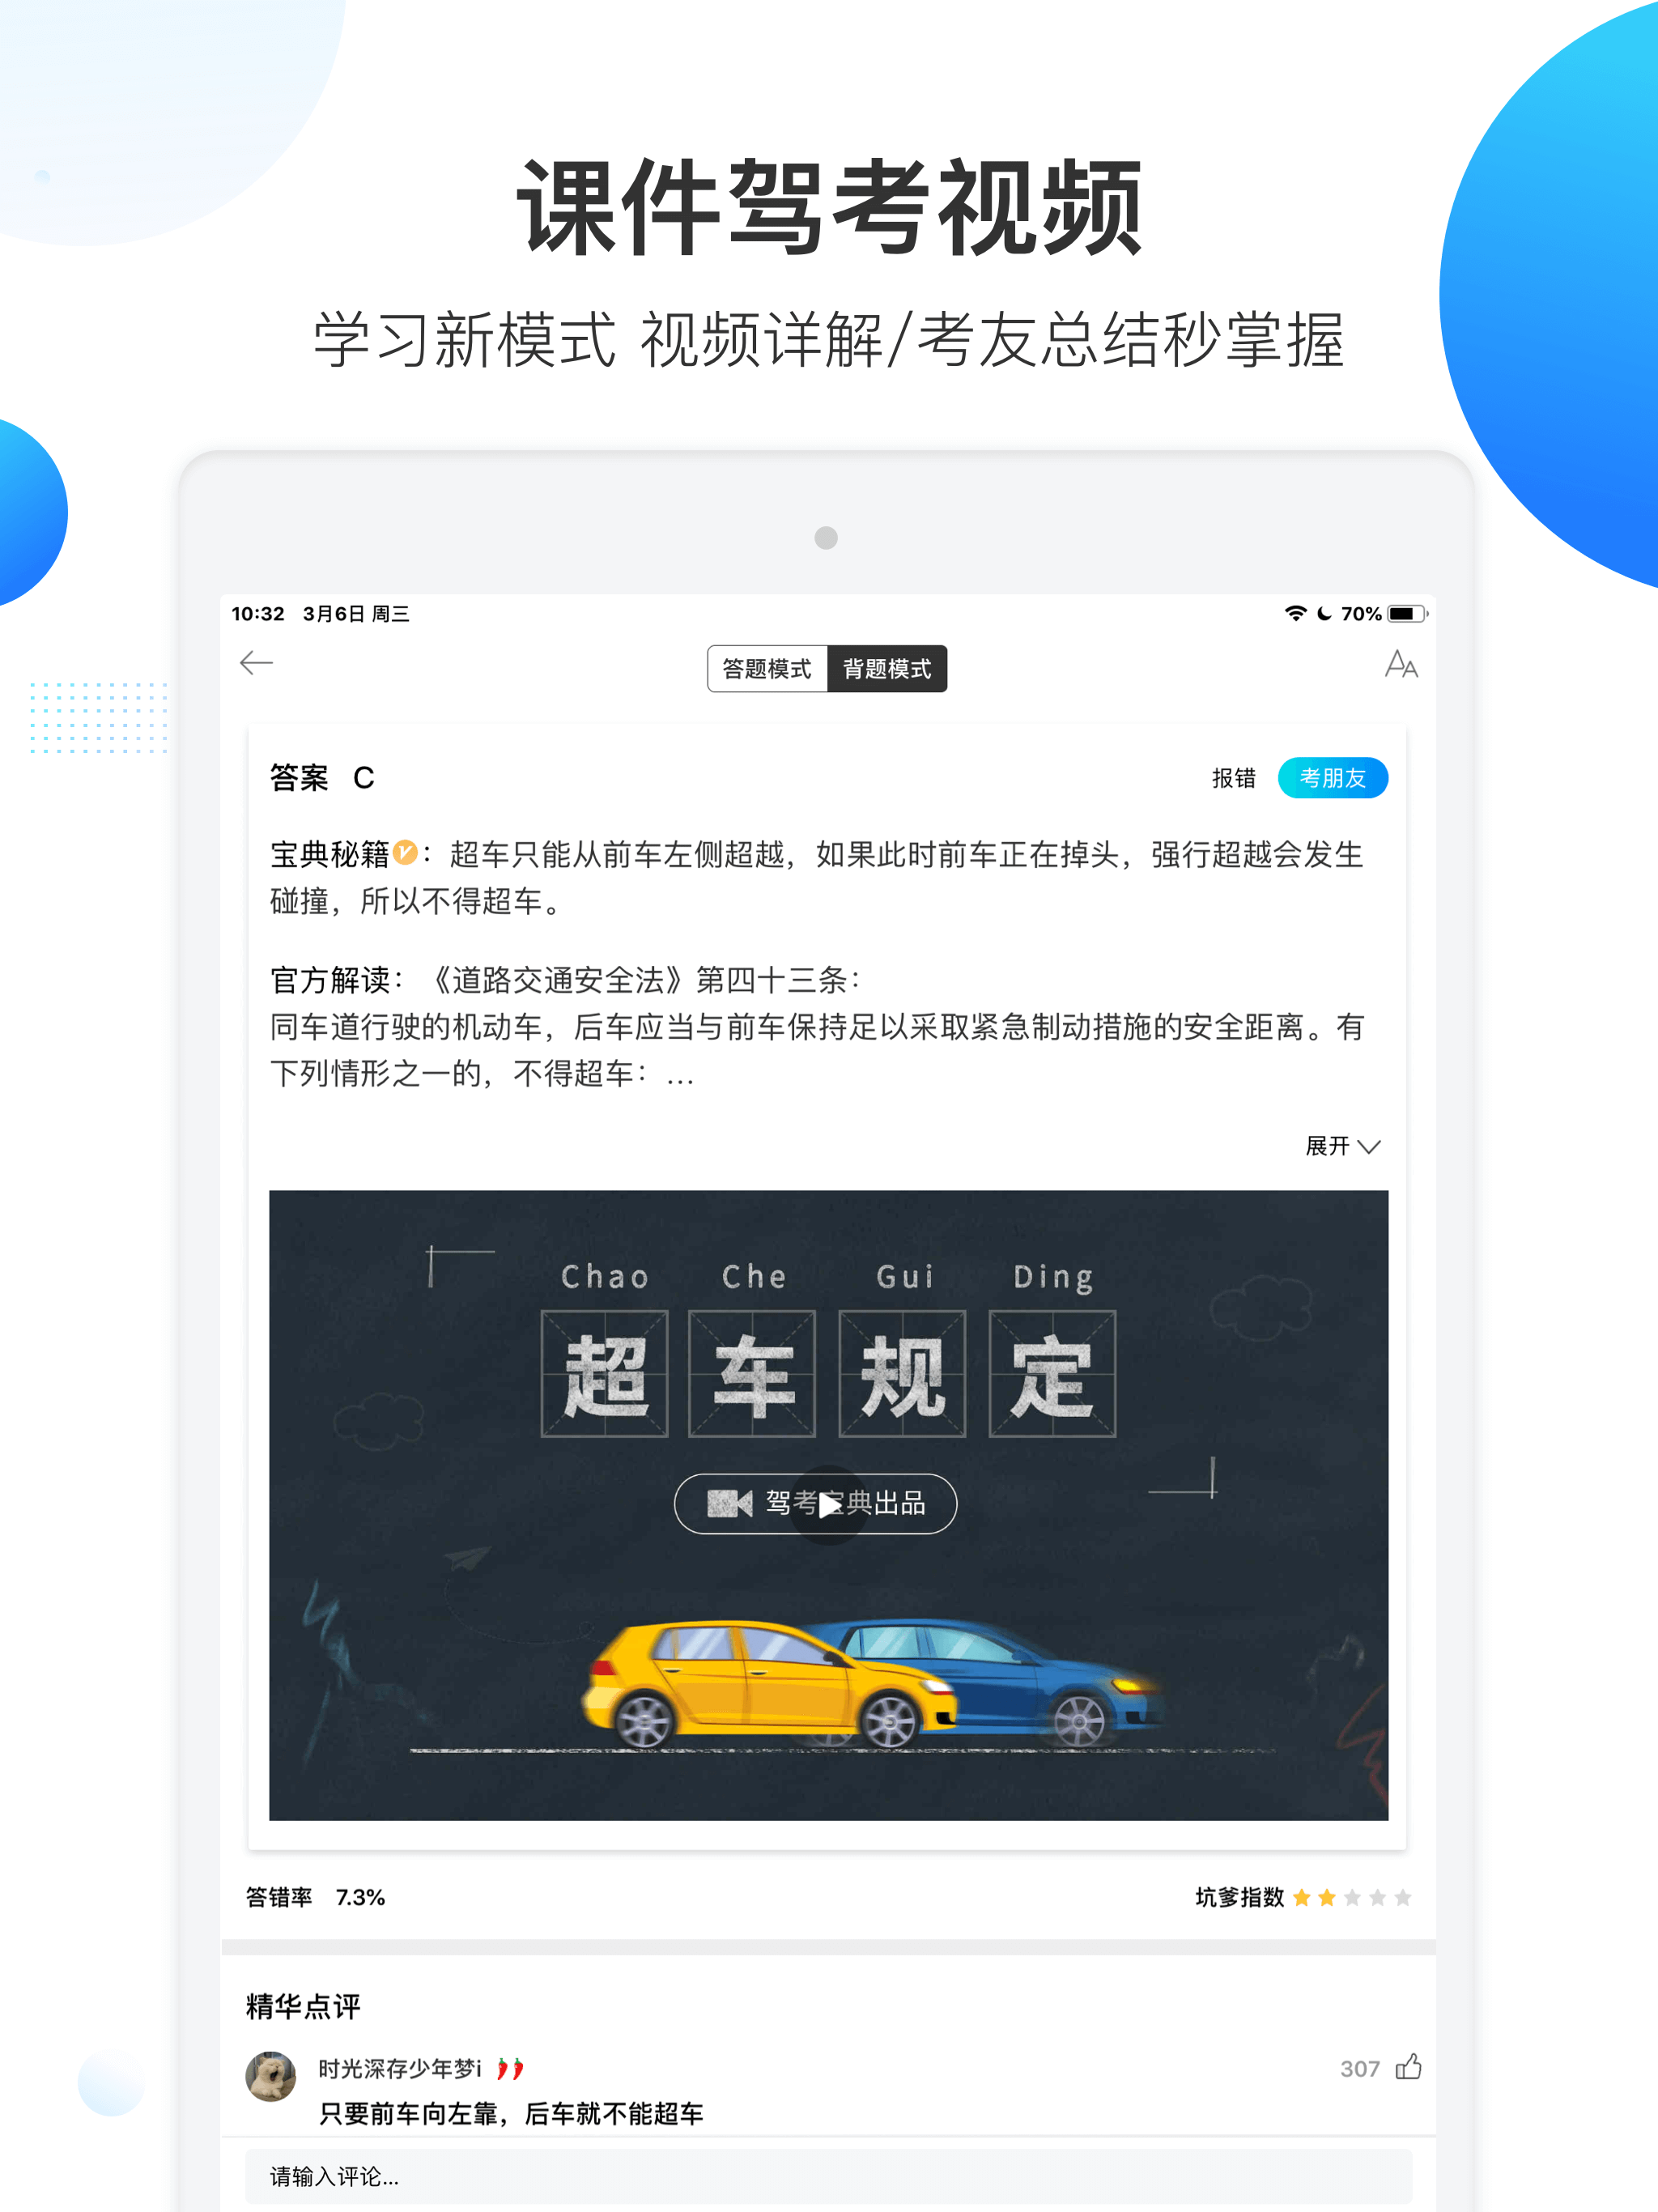 课件驾考视频
学习新模式 视频详解/考友总结秒掌握
10:32 3月6日 周三
70%
答题模式 背题模式
AA
答案 C
报错 考朋友
宝典秘籍：超车只能从前车左侧超越，如果此时前车正在掉头，强行超越会发生
碰撞，所以不得超车。
官方解读：《道路交通安全法》第四十三条：
同车道行驶的机动车，后车应当与前车保持足以采取紧急制动措施的安全距离。有
下列情形之一的，不得超车：...
展开
Chao Che Gui Ding
超车规定
驾考宝典出品
答错率 7.3%
坑爹指数
精华点评
时光深存少年梦i
307
只要前车向左靠，后车就不能超车
请输入评论...